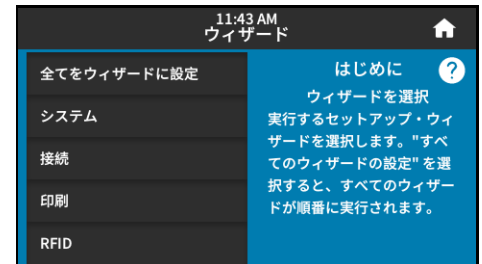 11:43 AM
ウィザード
全てをウィザードに設定
システム
接続
印刷
RFID
はじめに
?
ウィザードを選択
実行するセットアップ・ウィ
ザードを選択します。"すべ
てのウィザードの設定" を選
択すると、すべてのウィザー
ドが順番に実行されます。